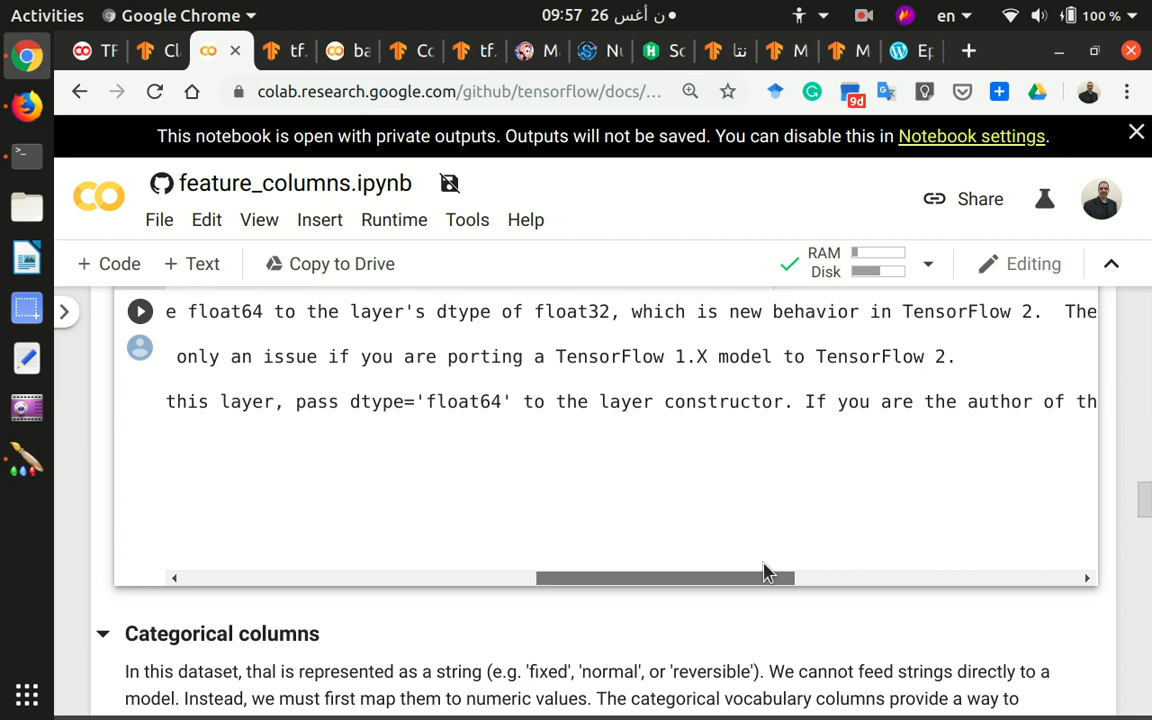 Activities Google Chrome ▾ 09:57 26 ن أغس en ▾ 100 % ▾
TF Cl tf. ba Co tf. M Nu Sc نتا M M Ep
colab.research.google.com/github/tensorflow/docs/... 9d
This notebook is open with private outputs. Outputs will not be saved. You can disable this in Notebook settings.
feature_columns.ipynb
Share
File Edit View Insert Runtime Tools Help
+ Code + Text Copy to Drive RAM Disk Editing
e float64 to the layer's dtype of float32, which is new behavior in TensorFlow 2. The
only an issue if you are porting a TensorFlow 1.X model to TensorFlow 2.
this layer, pass dtype='float64' to the layer constructor. If you are the author of th
Categorical columns
In this dataset, thal is represented as a string (e.g. 'fixed', 'normal', or 'reversible'). We cannot feed strings directly to a
model. Instead, we must first map them to numeric values. The categorical vocabulary columns provide a way to